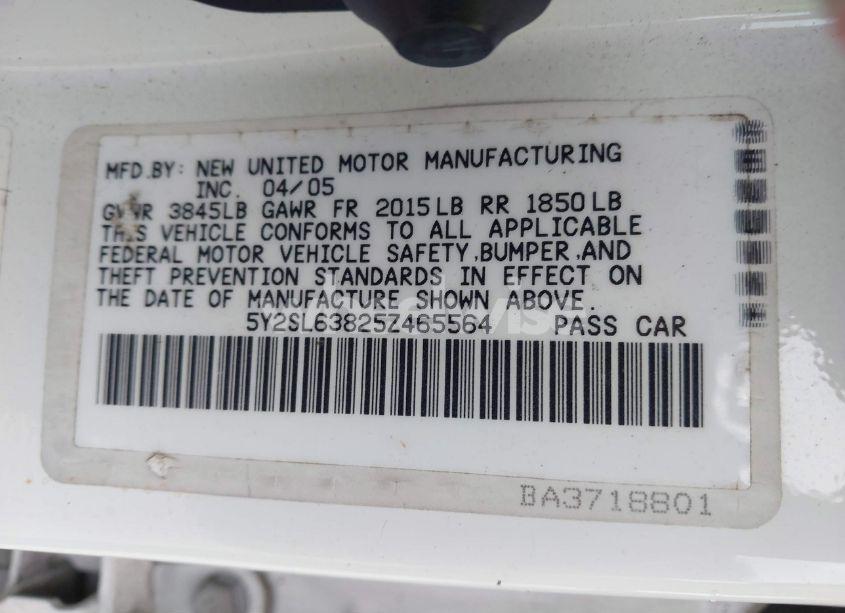 MFD.BY: NEW UNITED MOTOR MANUFACTURING
INC. 04/05
GVWR 3845LB GAWR FR 2015LB RR 1850LB
THIS VEHICLE CONFORMS TO ALL APPLICABLE
FEDERAL MOTOR VEHICLE SAFETY,BUMPER,AND
THEFT PREVENTION STANDARDS IN EFFECT ON
THE DATE OF MANUFACTURE SHOWN ABOVE.
5Y2SL63825Z465564 PASS CAR
BA3718801